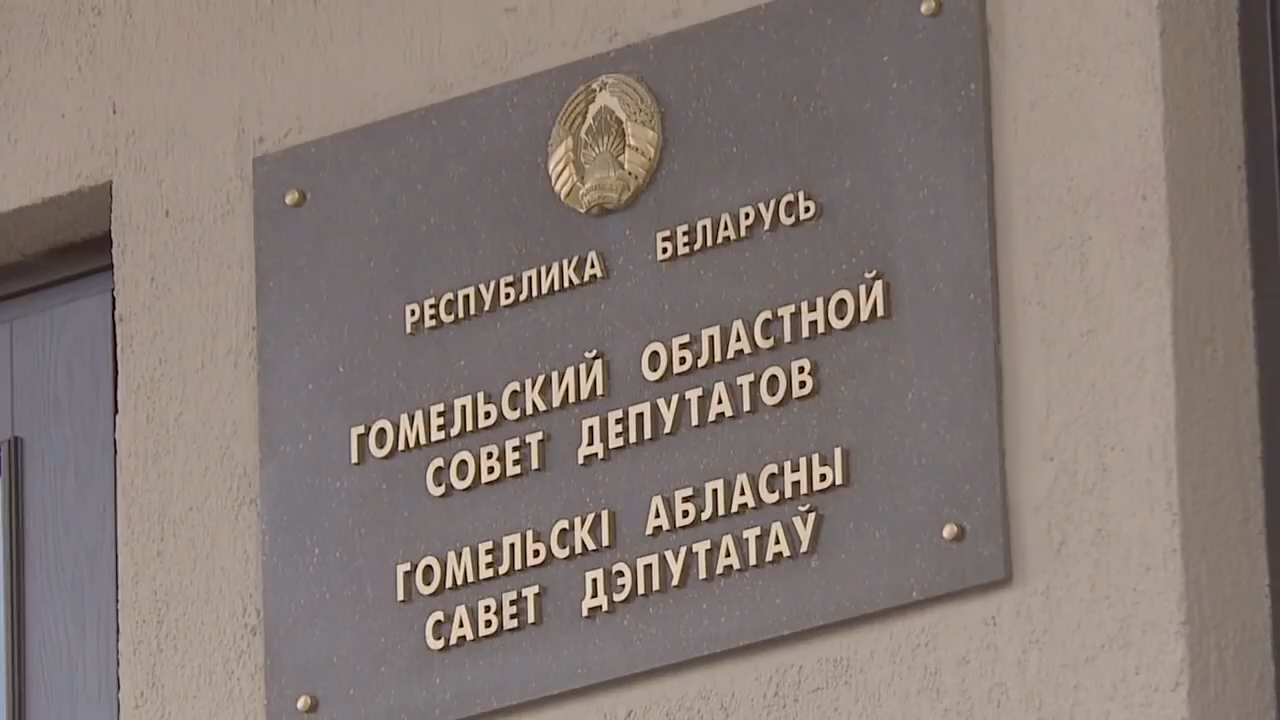 РЕСПУБЛИКА БЕЛАРУСЬ
ГОМЕЛЬСКИЙ ОБЛАСТНОЙ
СОВЕТ ДЕПУТАТОВ
ГОМЕЛЬСКІ АБЛАСНЫ
САВЕТ ДЭПУТАТАЎ